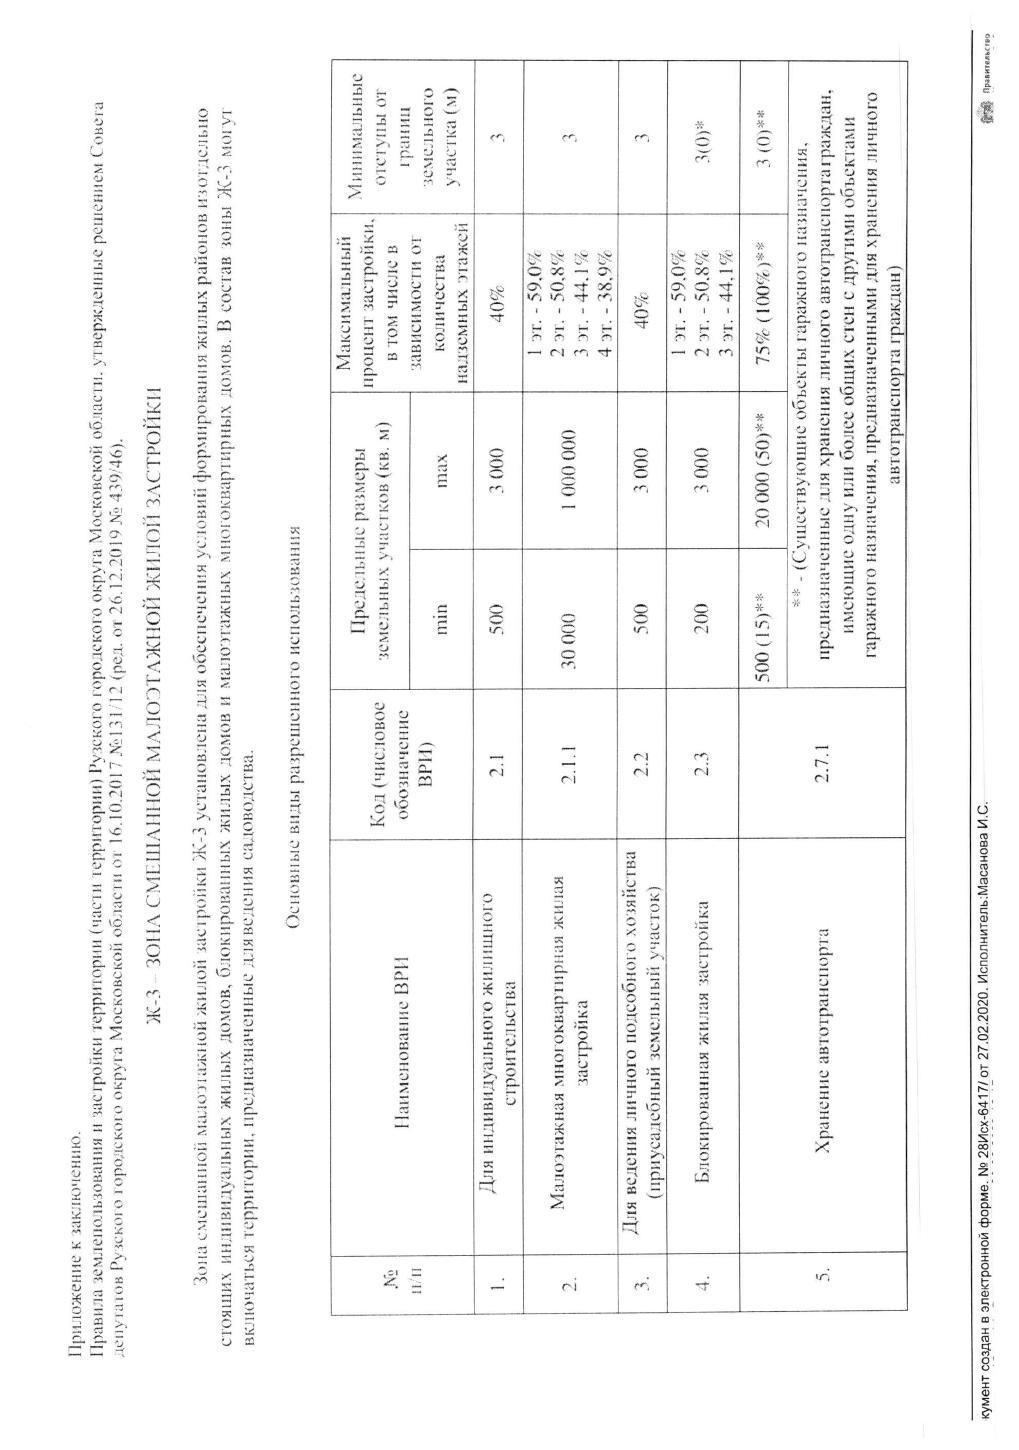 Приложение к заключению.
Правила землепользования и застройки территории (части территории) Рузского городского округа Московской области, утвержденные решением Совета
депутатов Рузского городского округа Московской области от 16.10.2017 №131/12 (ред. от 26.12.2019 № 439/46).
Ж-3 – ЗОНА СМЕШАННОЙ МАЛОЭТАЖНОЙ ЖИЛОЙ ЗАСТРОЙКИ
Зона смешанной малоэтажной жилой застройки Ж-3 установлена для обеспечения условий формирования жилых районов из отдельно
стоящих индивидуальных жилых домов, блокированных жилых домов и малоэтажных многоквартирных домов. В состав зоны Ж-3 могут
включаться территории, предназначенные для ведения садоводства.
Основные виды разрешенного использования
№
п/п
Наименование ВРИ
Код (числовое
обозначение
ВРИ)
Предельные размеры
земельных участков (кв. м)
min
max
Максимальный
процент застройки,
в том числе в
зависимости от
количества
надземных этажей
Минимальные
отступы от
границ
земельного
участка (м)
1.
Для индивидуального жилищного
строительства
2.1
500
3 000
40%
3
2.
Малоэтажная многоквартирная жилая
застройка
2.1.1
30 000
1 000 000
1 эт. - 59,0%
2 эт. - 50,8%
3 эт. - 44,1%
4 эт. - 38,9%
3
3.
Для ведения личного подсобного хозяйства
(приусадебный земельный участок)
2.2
500
3 000
40%
3
4.
Блокированная жилая застройка
2.3
200
3 000
1 эт. - 59,0%
2 эт. - 50,8%
3 эт. - 44,1%
3(0)*
5.
Хранение автотранспорта
2.7.1
500 (15)**
20 000 (50)**
75% (100%)**
3 (0)**
** - (Существующие объекты гаражного назначения,
предназначенные для хранения личного автотранспорта граждан,
имеющие одну или более общих стен с другими объектами
гаражного назначения, предназначенными для хранения личного
автотранспорта граждан)
кумент создан в электронной форме. № 28Исх-6417/ от 27.02.2020. Исполнитель:Масанова И.С.
Правительство